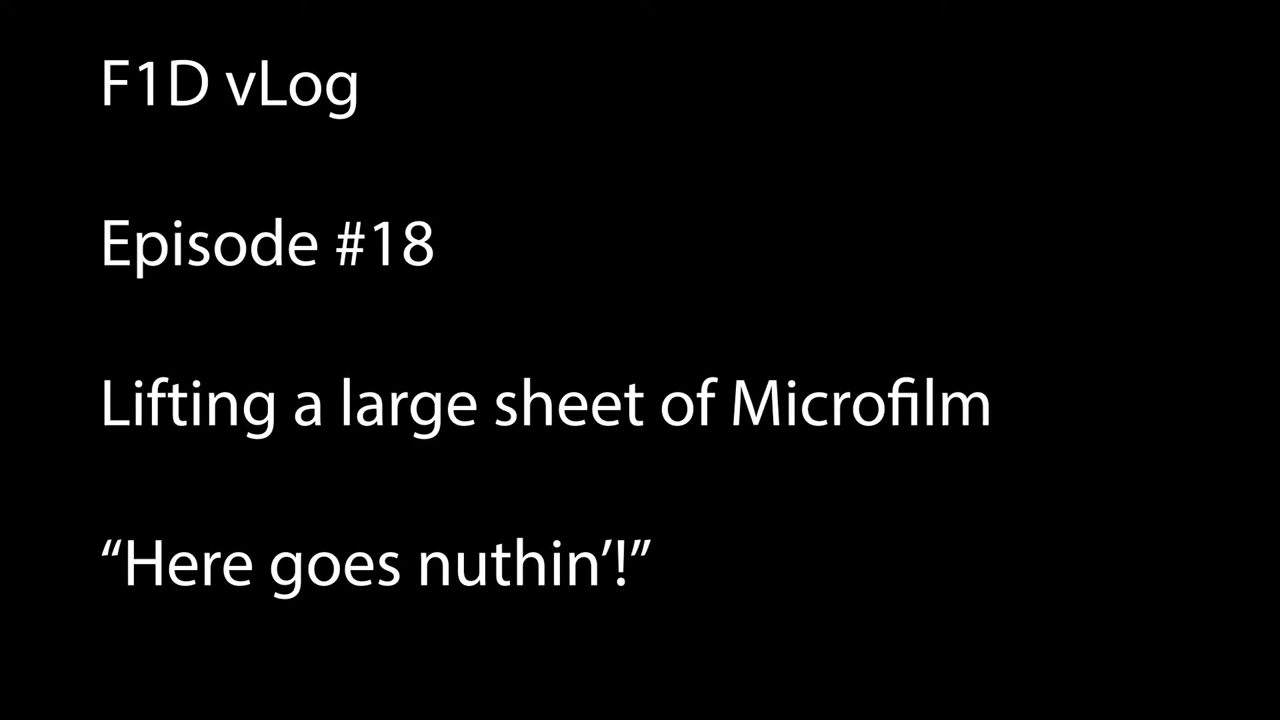 F1D vLog
Episode #18
Lifting a large sheet of Microfilm
“Here goes nuthin’!”